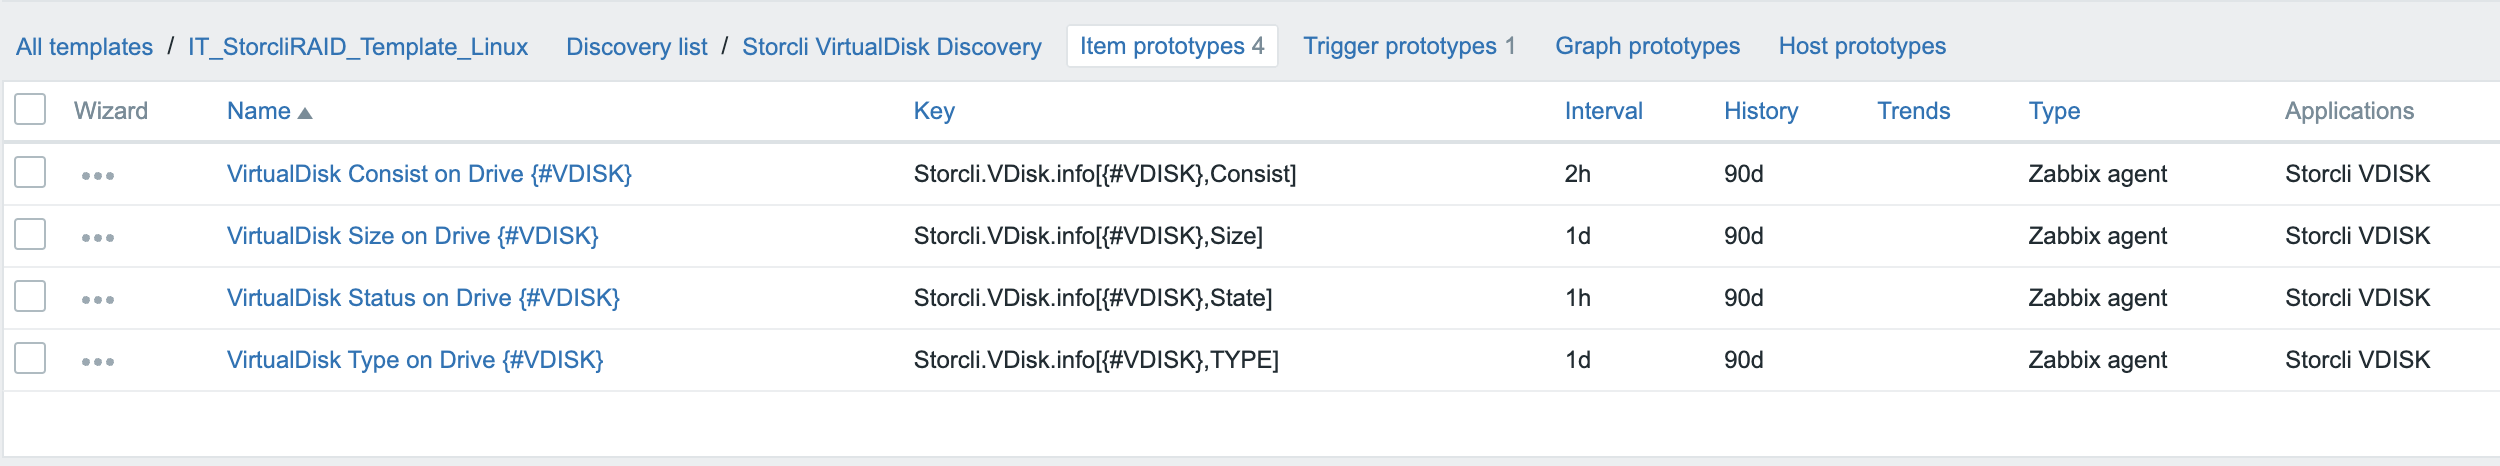 All templates / IT_StorcliRAID_Template_Linux Discovery list / Storcli VirtualDisk Discovery Item prototypes 4 Trigger prototypes 1 Graph prototypes Host prototypes
Wizard Name ▲ Key Interval History Trends Type Applications
VirtualDisk Consist on Drive {#VDISK} Storcli.VDisk.info[{#VDISK},Consist] 2h 90d Zabbix agent Storcli VDISK
VirtualDisk Size on Drive {#VDISK} Storcli.VDisk.info[{#VDISK},Size] 1d 90d Zabbix agent Storcli VDISK
VirtualDisk Status on Drive {#VDISK} Storcli.VDisk.info[{#VDISK},State] 1h 90d Zabbix agent Storcli VDISK
VirtualDisk Type on Drive {#VDISK} Storcli.VDisk.info[{#VDISK},TYPE] 1d 90d Zabbix agent Storcli VDISK